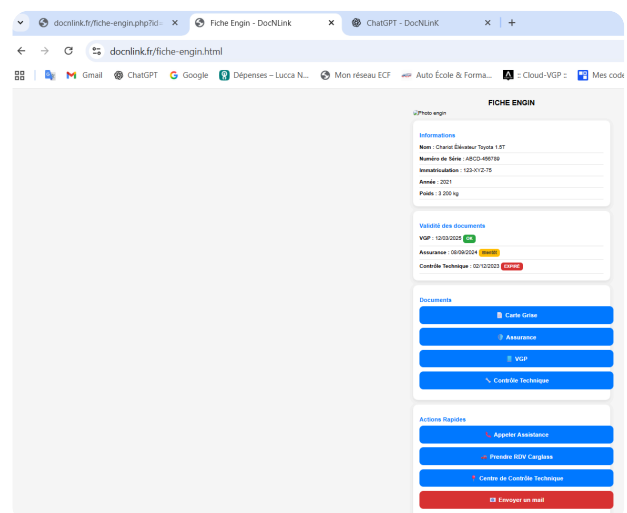 docnlink.fr/fiche-engin.php?id=
Fiche Engin - DocNLink
ChatGPT - DocNLinK
docnlink.fr/fiche-engin.html
Gmail
ChatGPT
Google
Dépenses – Lucca N...
Mon réseau ECF
Auto École & Forma...
:: Cloud-VGP ::
Mes code
FICHE ENGIN
Photo engin
Informations
Nom : Chariot Élévateur Toyota 1.5T
Numéro de Série : ABCD-456789
Immatriculation : 123-XYZ-75
Année : 2021
Poids : 3 200 kg
Validité des documents
VGP : 12/03/2025 OK
Assurance : 08/09/2024 Bientôt
Contrôle Technique : 02/12/2023 EXPIRÉ
Documents
Carte Grise
Assurance
VGP
Contrôle Technique
Actions Rapides
Appeler Assistance
Prendre RDV Carglass
Centre de Contrôle Technique
Envoyer un mail